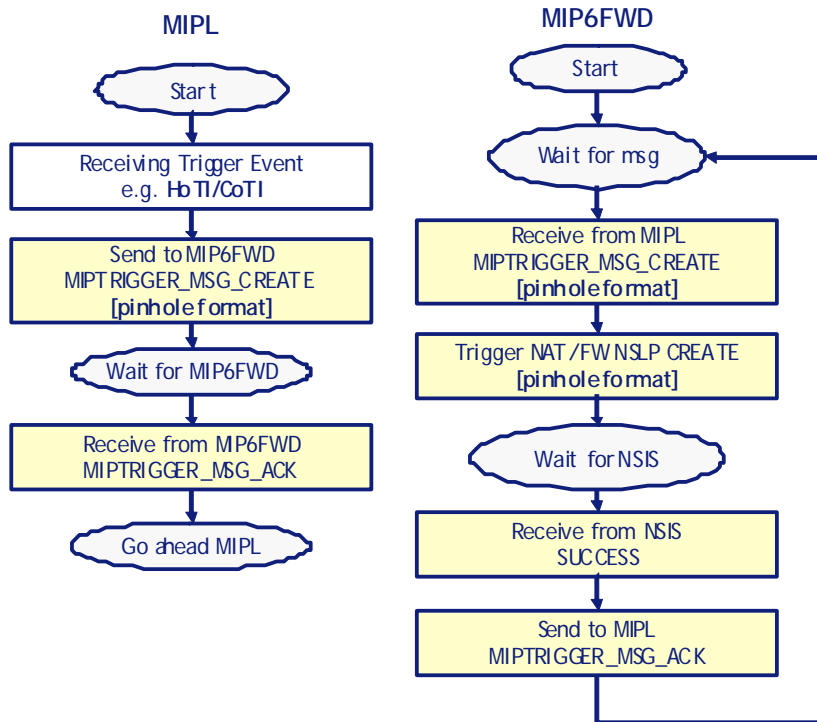 MIPL
Start
Receiving Trigger Event
e.g. HoTI/CoTI
Send to MIP6FWD
MIPTRIGGER_MSG_CREATE
[pinhole format]
Wait for MIP6FWD
Receive from MIP6FWD
MIPTRIGGER_MSG_ACK
Go ahead MIPL
MIP6FWD
Start
Wait for msg
Receive from MIPL
MIPTRIGGER_MSG_CREATE
[pinhole format]
Trigger NAT/FW NSLP CREATE
[pinhole format]
Wait for NSIS
Receive from NSIS
SUCCESS
Send to MIPL
MIPTRIGGER_MSG_ACK